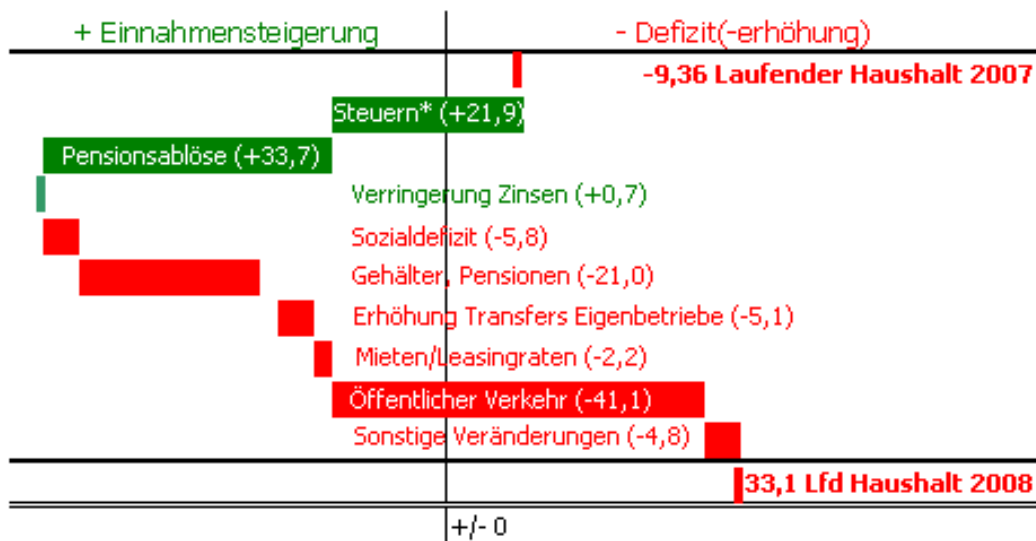 + Einnahmensteigerung
- Defizit(-erhöhung)
-9,36 Laufender Haushalt 2007
Steuern* (+21,9)
Pensionsablöse (+33,7)
Verringerung Zinsen (+0,7)
Sozialdefizit (-5,8)
Gehälter, Pensionen (-21,0)
Erhöhung Transfers Eigenbetriebe (-5,1)
Mieten/Leasingraten (-2,2)
Öffentlicher Verkehr (-41,1)
Sonstige Veränderungen (-4,8)
33,1 Lfd Haushalt 2008
+/- 0